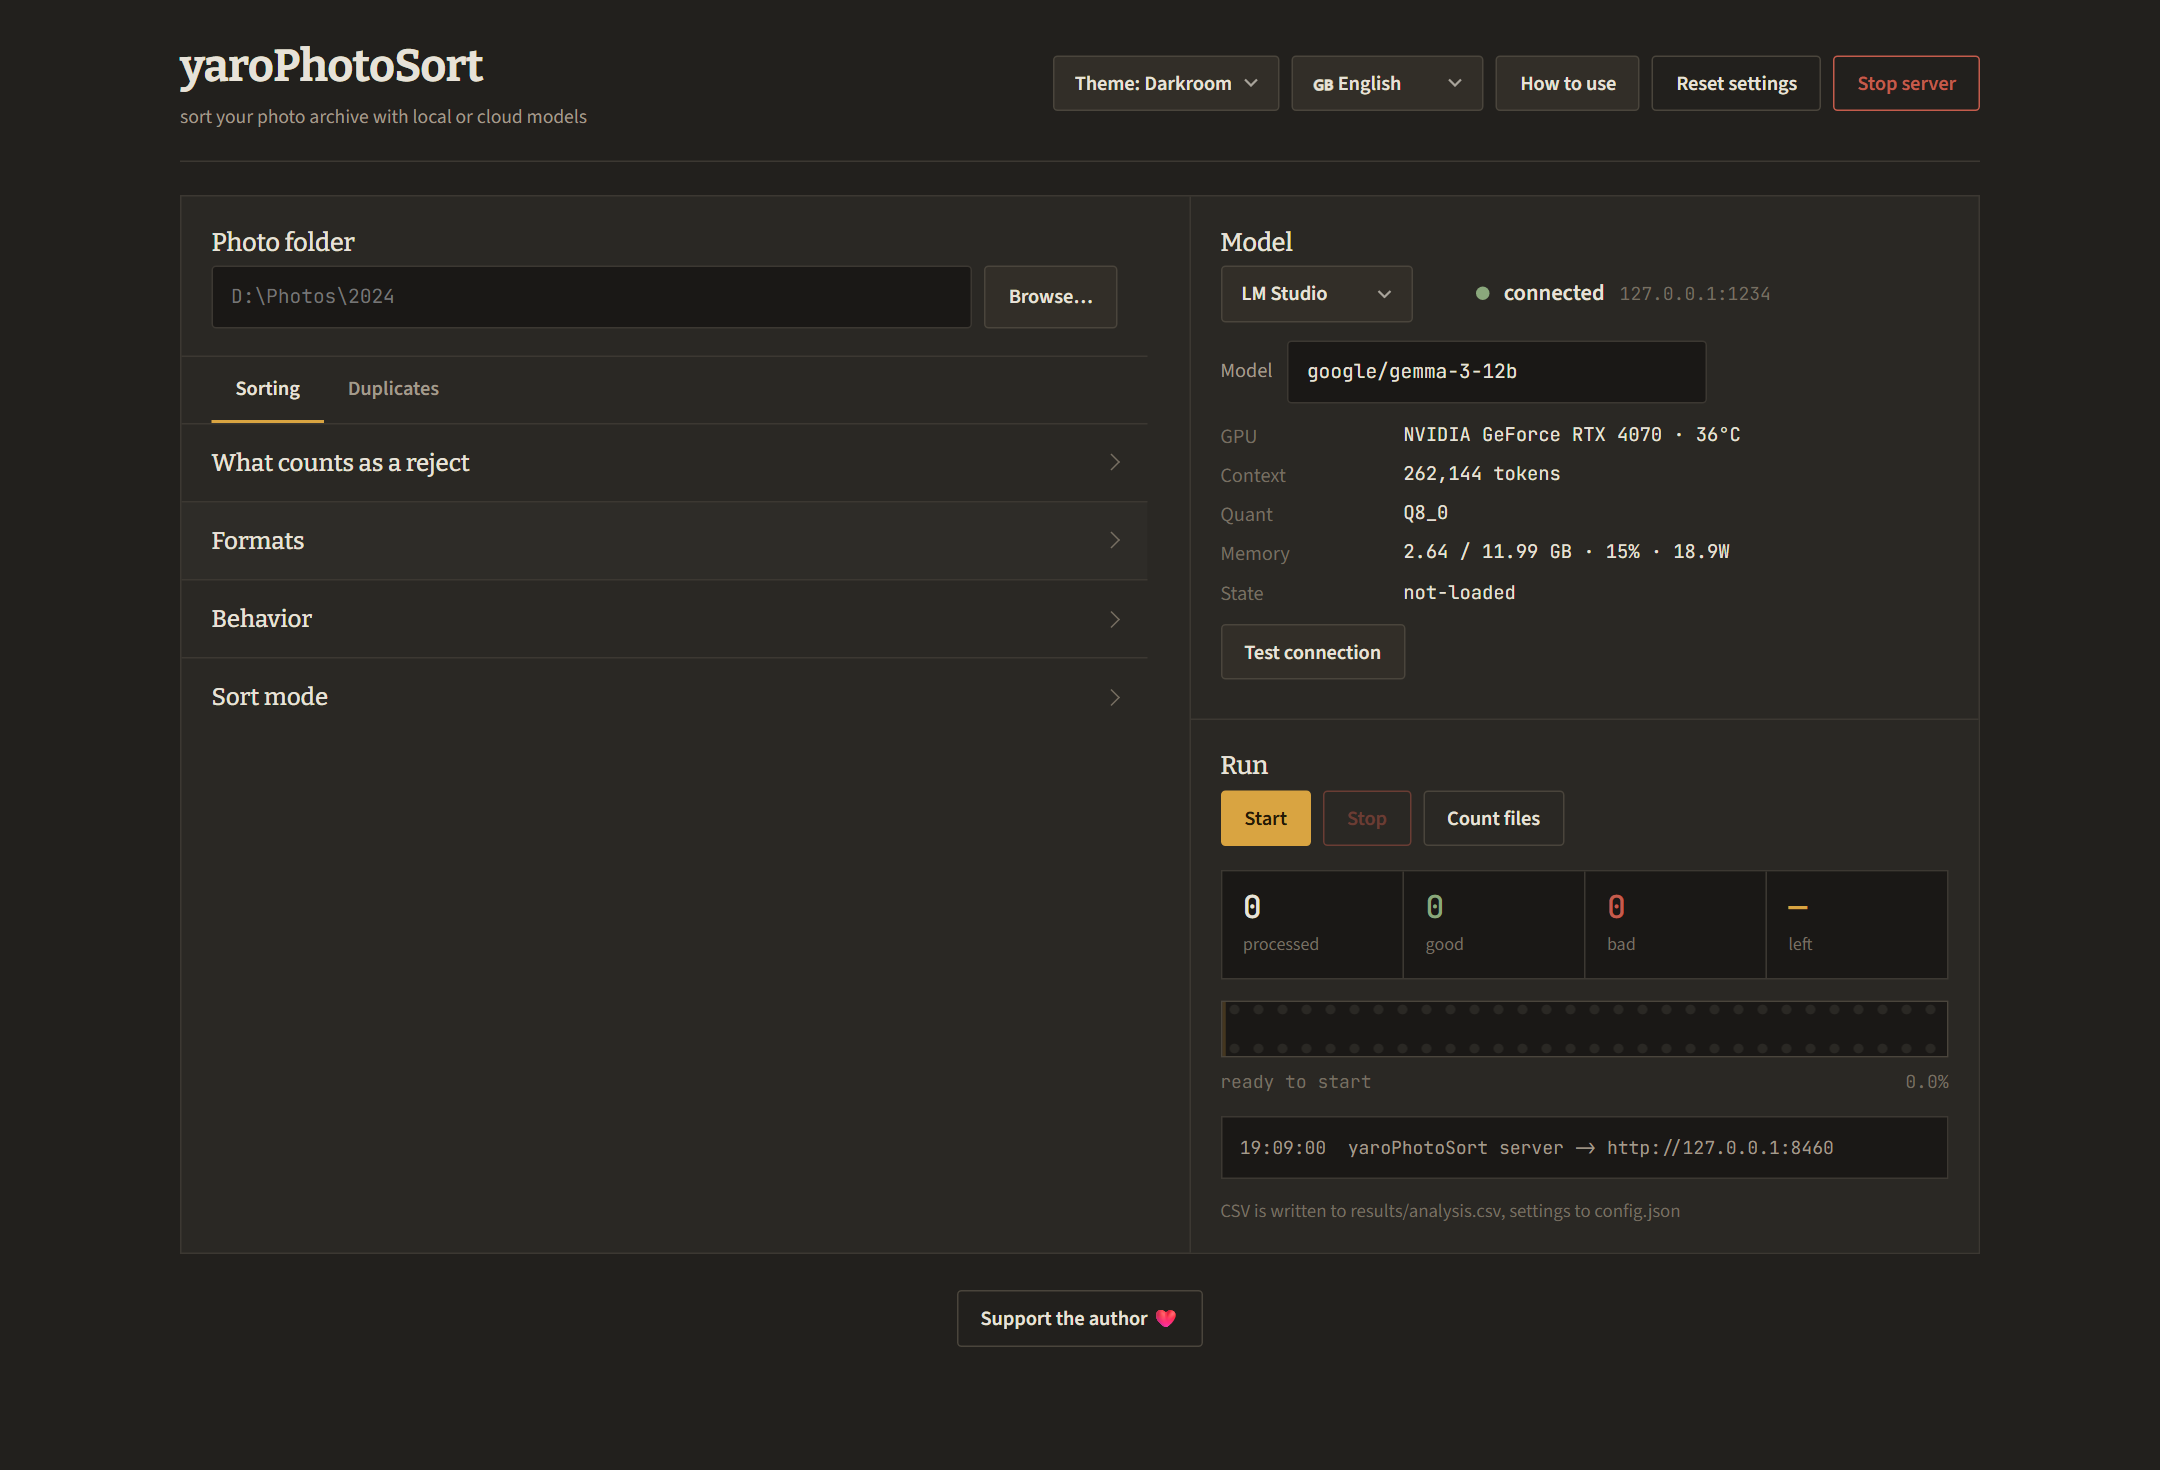 yaroPhotoSort
sort your photo archive with local or cloud models
Theme: Darkroom
GB English
How to use
Reset settings
Stop server
Photo folder
D:\Photos\2024
Browse...
Sorting
Duplicates
What counts as a reject
Formats
Behavior
Sort mode
Model
LM Studio
connected 127.0.0.1:1234
Model google/gemma-3-12b
GPU NVIDIA GeForce RTX 4070 · 36°C
Context 262,144 tokens
Quant Q8_0
Memory 2.64 / 11.99 GB · 15% · 18.9W
State not-loaded
Test connection
Run
Start
Stop
Count files
0 processed
0 good
0 bad
— left
ready to start 0.0%
19:09:00 yaroPhotoSort server → http://127.0.0.1:8460
CSV is written to results/analysis.csv, settings to config.json
Support the author ❤